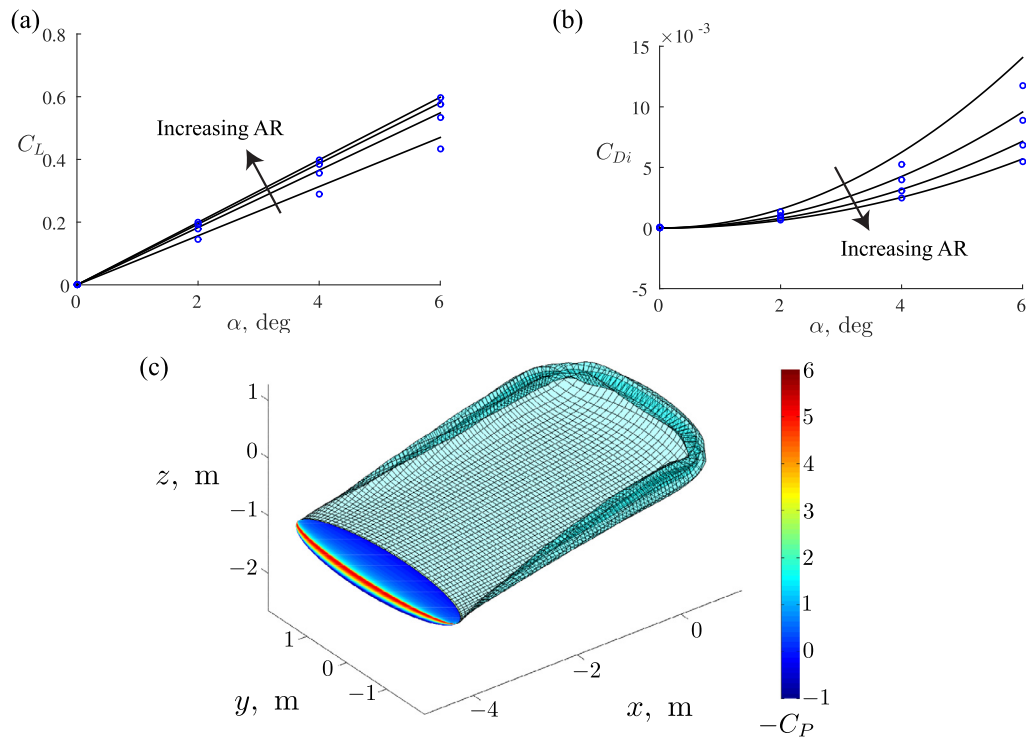 (a)
0.8
0.6
C_L
0.4
0.2
0
Increasing AR
0 2 4 6
α, deg
(b)
×10^-3
15
10
C_Di
5
0
-5
Increasing AR
0 2 4 6
α, deg
(c)
1
0
z, m
−1
−2
1
0
−1
y, m
−4
−2
0
x, m
6
5
4
3
2
1
0
−1
−C_P